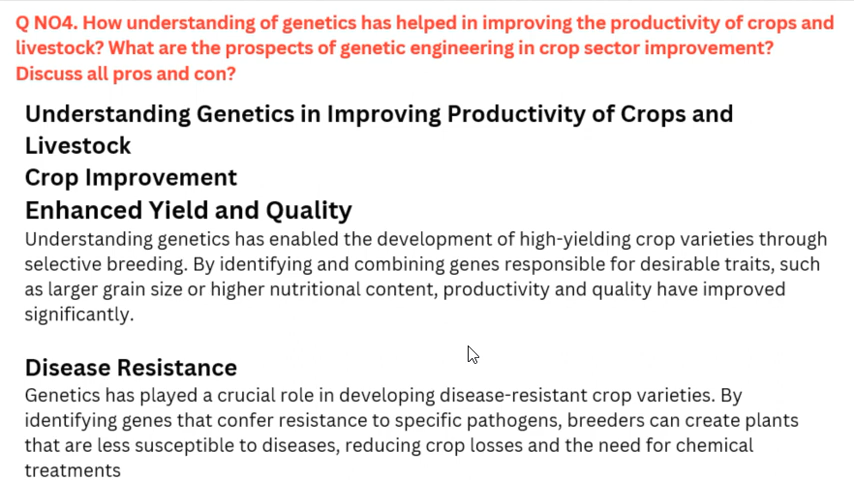 Q NO4. How understanding of genetics has helped in improving the productivity of crops and
livestock? What are the prospects of genetic engineering in crop sector improvement?
Discuss all pros and con?
Understanding Genetics in Improving Productivity of Crops and
Livestock
Crop Improvement
Enhanced Yield and Quality
Understanding genetics has enabled the development of high-yielding crop varieties through
selective breeding. By identifying and combining genes responsible for desirable traits, such
as larger grain size or higher nutritional content, productivity and quality have improved
significantly.
Disease Resistance
Genetics has played a crucial role in developing disease-resistant crop varieties. By
identifying genes that confer resistance to specific pathogens, breeders can create plants
that are less susceptible to diseases, reducing crop losses and the need for chemical
treatments